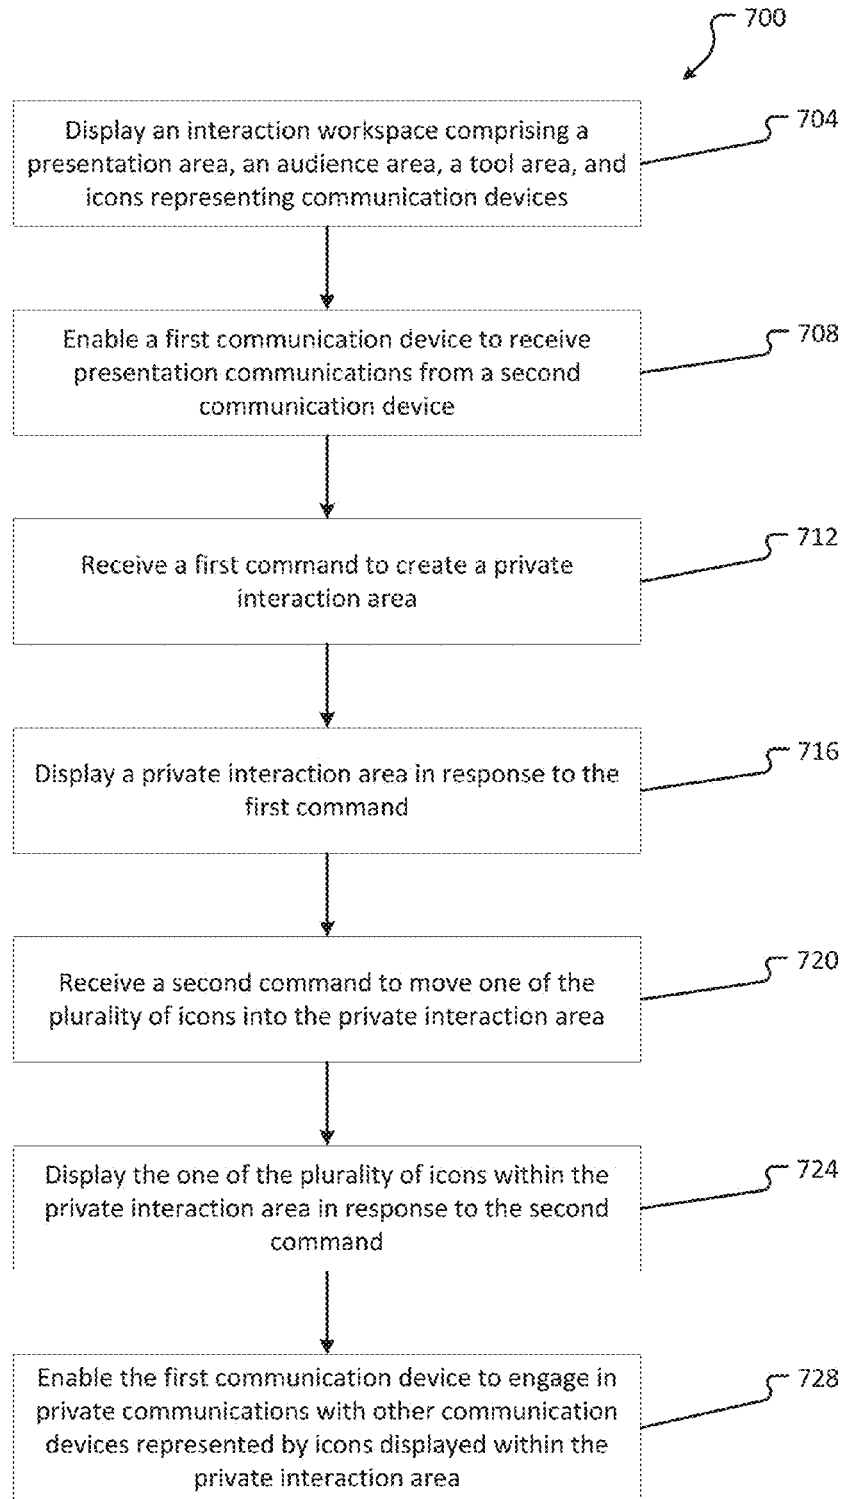 700
Display an interaction workspace comprising a
presentation area, an audience area, a tool area, and
icons representing communication devices
704
Enable a first communication device to receive
presentation communications from a second
communication device
708
Receive a first command to create a private
interaction area
712
Display a private interaction area in response to the
first command
716
Receive a second command to move one of the
plurality of icons into the private interaction area
720
Display the one of the plurality of icons within the
private interaction area in response to the second
command
724
Enable the first communication device to engage in
private communications with other communication
devices represented by icons displayed within the
private interaction area
728